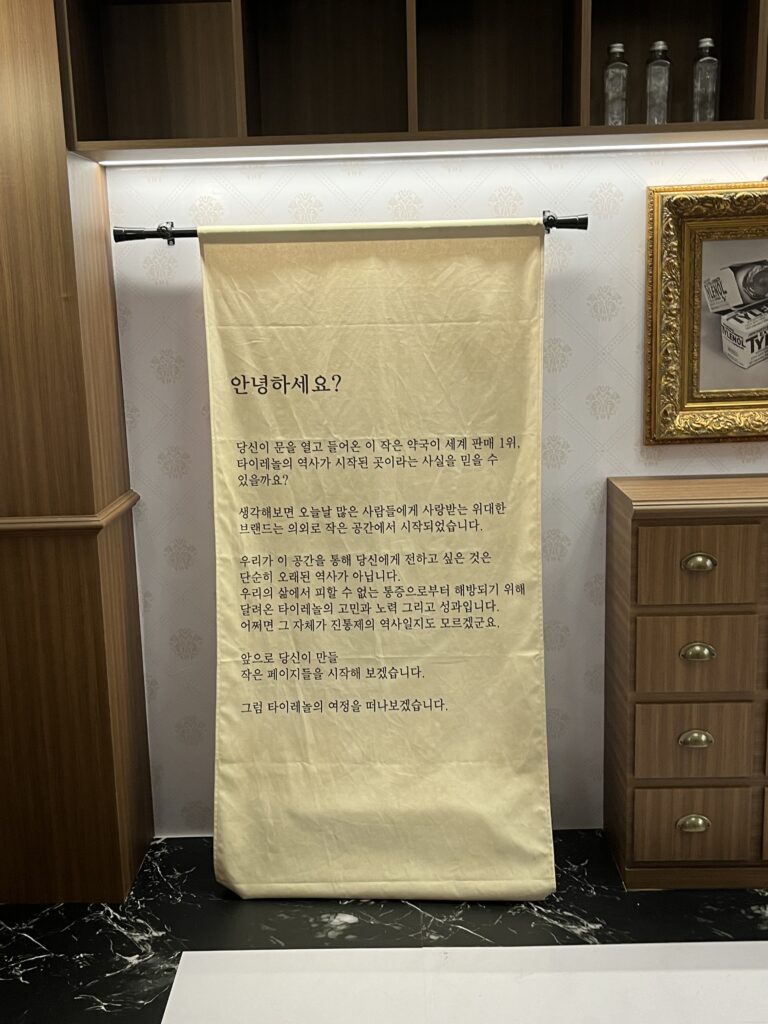 안녕하세요?
당신이 문을 열고 들어온 이 작은 약국이 세계 판매 1위,
타이레놀의 역사가 시작된 곳이라는 사실을 믿을 수
있을까요?
생각해보면 오늘날 많은 사람들에게 사랑받는 위대한
브랜드는 의외로 작은 공간에서 시작되었습니다.
우리가 이 공간을 통해 당신에게 전하고 싶은 것은
단순히 오래된 역사가 아닙니다.
우리의 삶에서 피할 수 없는 통증으로부터 해방되기 위해
달려온 타이레놀의 고민과 노력 그리고 성과입니다.
어쩌면 그 자체가 진통제의 역사일지도 모르겠군요.
앞으로 당신이 만들
작은 페이지들을 시작해 보겠습니다.
그럼 타이레놀의 여정을 떠나보겠습니다.
TYLENOL
TYLENOL